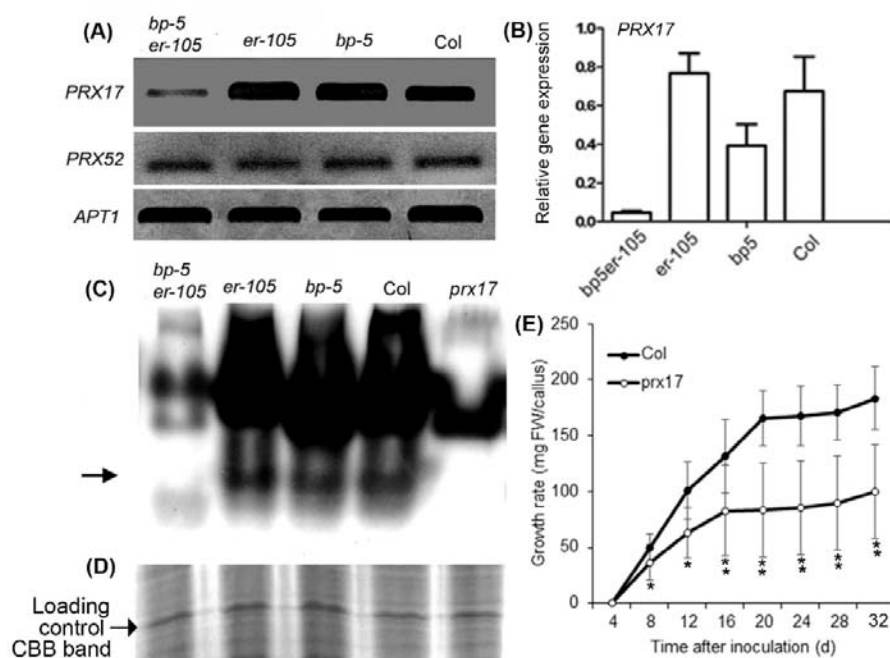 (A)
bp-5
er-105 er-105 bp-5 Col
PRX17
PRX52
APT1
(B)
PRX17
Relative gene expression
1.0
0.8
0.6
0.4
0.2
0.0
bp5er-105
er-105
bp5
Col
(C)
bp-5
er-105 er-105 bp-5 Col prx17
(D)
Loading
control
CBB band
(E)
250
200
150
100
50
0
Growth rate (mg FW/callus)
Col
prx17
* * ** ** ** ** **
4 8 12 16 20 24 28 32
Time after inoculation (d)